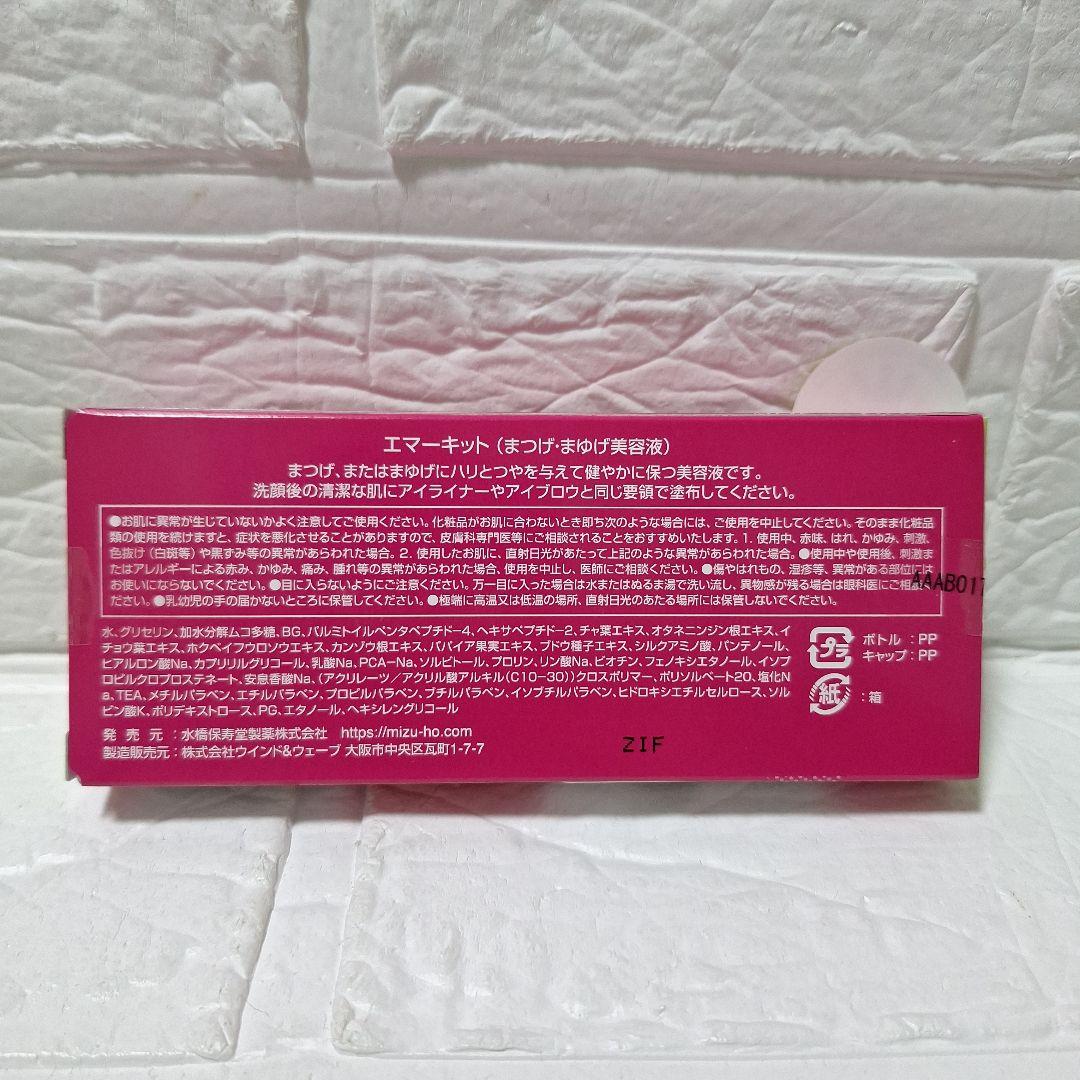 エマーキット（まつげ・まゆげ美容液）
まつげ、またはまゆげにハリとつやを与えて健やかに保つ美容液です。
洗顔後の清潔な肌にアイライナーやアイブロウと同じ要領で塗布してください。
●お肌に異常が生じていないかよく注意してご使用ください。化粧品がお肌に合わないとき即ち次のような場合には、ご使用を中止してください。そのまま化粧品
類の使用を続けますと、症状を悪化させることがありますので、皮膚科専門医等にご相談されることをおすすめいたします。1. 使用中、赤味、はれ、かゆみ、刺激、
色抜け（白斑等）や黒ずみ等の異常があらわれた場合。2. 使用したお肌に、直射日光があたって上記のような異常があらわれた場合。●使用中や使用後、刺激ま
たはアレルギーによる赤み、かゆみ、痛み、腫れ等の異常があらわれた場合、使用を中止し、医師にご相談ください。●傷やはれもの、湿疹等、異常がある部位には
お使いにならないでください。●目に入らないようにご注意ください。万一目に入った場合は水またはぬるま湯で洗い流し、異物感が残る場合は眼科医にご相談く
ださい。●乳幼児の手の届かないところに保管してください。●極端に高温又は低温の場所、直射日光のあたる場所には保管しないでください。
AAAB017
水、グリセリン、加水分解ムコ多糖、BG、パルミトイルペンタペプチド-4、ヘキサペプチド-2、チャ葉エキス、オタネニンジン根エキス、イ
チョウ葉エキス、ホクベイフウロソウエキス、カンゾウ根エキス、パパイア果実エキス、ブドウ種子エキス、シルクアミノ酸、パンテノール、
ヒアルロン酸Na、カプリリルグリコール、乳酸Na、PCA-Na、ソルビトール、プロリン、リン酸Na、ビオチン、フェノキシエタノール、イソプ
ロピルクロプロステネート、安息香酸Na、（アクリレーツ／アクリル酸アルキル（C10-30））クロスポリマー、ポリソルベート20、塩化N
a、TEA、メチルパラベン、エチルパラベン、プロピルパラベン、ブチルパラベン、イソブチルパラベン、ヒドロキシエチルセルロース、ソル
ビン酸K、ポリデキストロース、PG、エタノール、ヘキシレングリコール
プラ
ボトル：PP
キャップ：PP
紙
：箱
発 売 元 ：水橋保寿堂製薬株式会社　https://mizu-ho.com
製造販売元：株式会社ウインド&ウェーブ 大阪市中央区瓦町1-7-7
ZIF